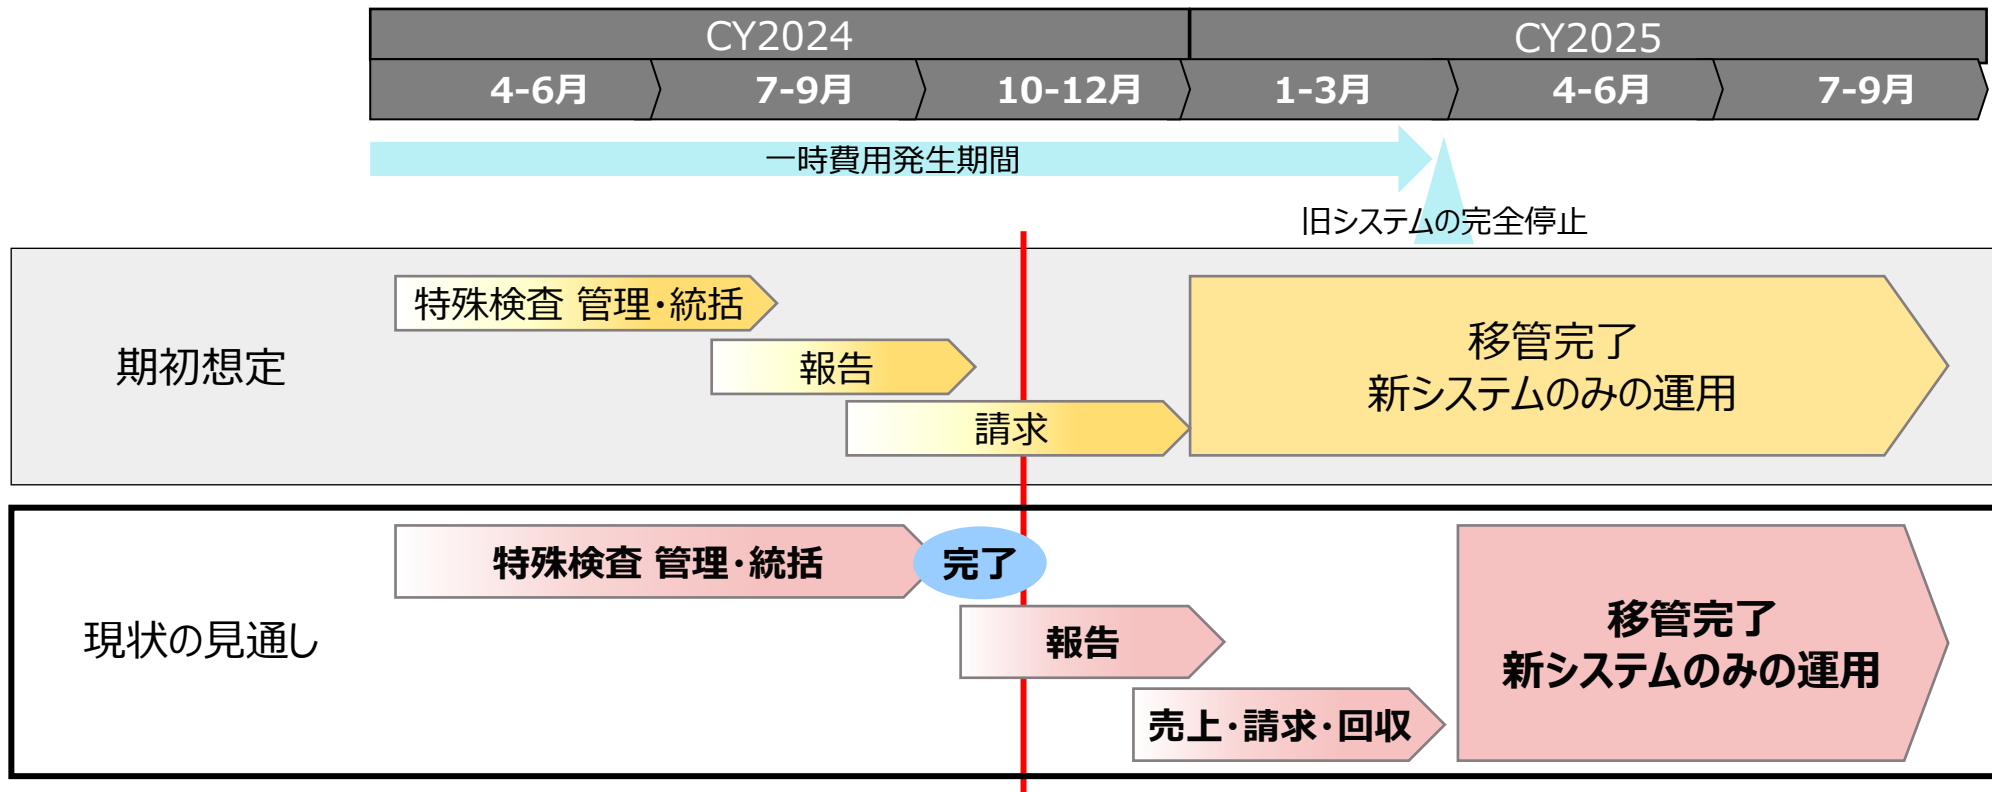 CY2024
CY2025
4-6月
7-9月
10-12月
1-3月
4-6月
7-9月
一時費用発生期間
旧システムの完全停止
期初想定
特殊検査 管理・統括
報告
請求
移管完了
新システムのみの運用
現状の見通し
特殊検査 管理・統括
完了
報告
売上・請求・回収
移管完了
新システムのみの運用